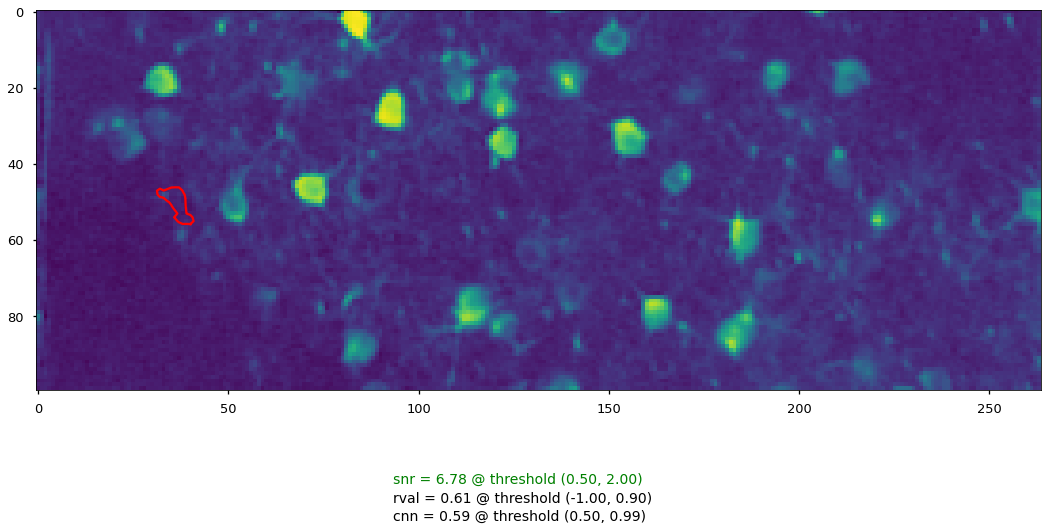 0
20
40
60
80
0 50 100 150 200 250
snr = 6.78 @ threshold (0.50, 2.00)
rval = 0.61 @ threshold (-1.00, 0.90)
cnn = 0.59 @ threshold (0.50, 0.99)